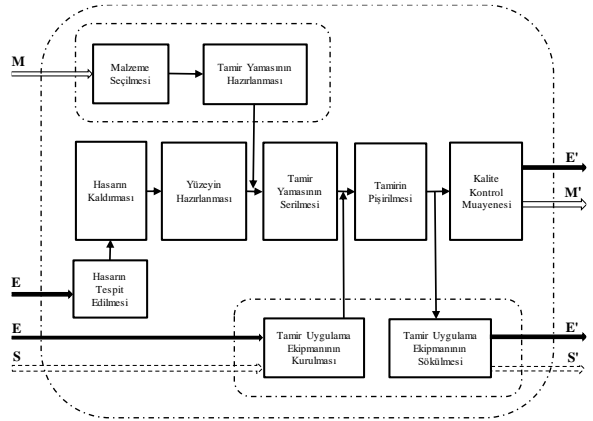 M
Malzeme
Seçilmesi
Tamir Yamasının
Hazırlanması
Hasarın
Kaldırması
Yüzeyin
Hazırlanması
Tamir
Yamasının
Serilmesi
Tamirin
Pişirilmesi
Kalite
Kontrol
Muayenesi
E'
M'
E
Hasarın
Tespit
Edilmesi
E
S
Tamir Uygulama
Ekipmanının
Kurulması
Tamir Uygulama
Ekipmanının
Sökülmesi
E'
S'